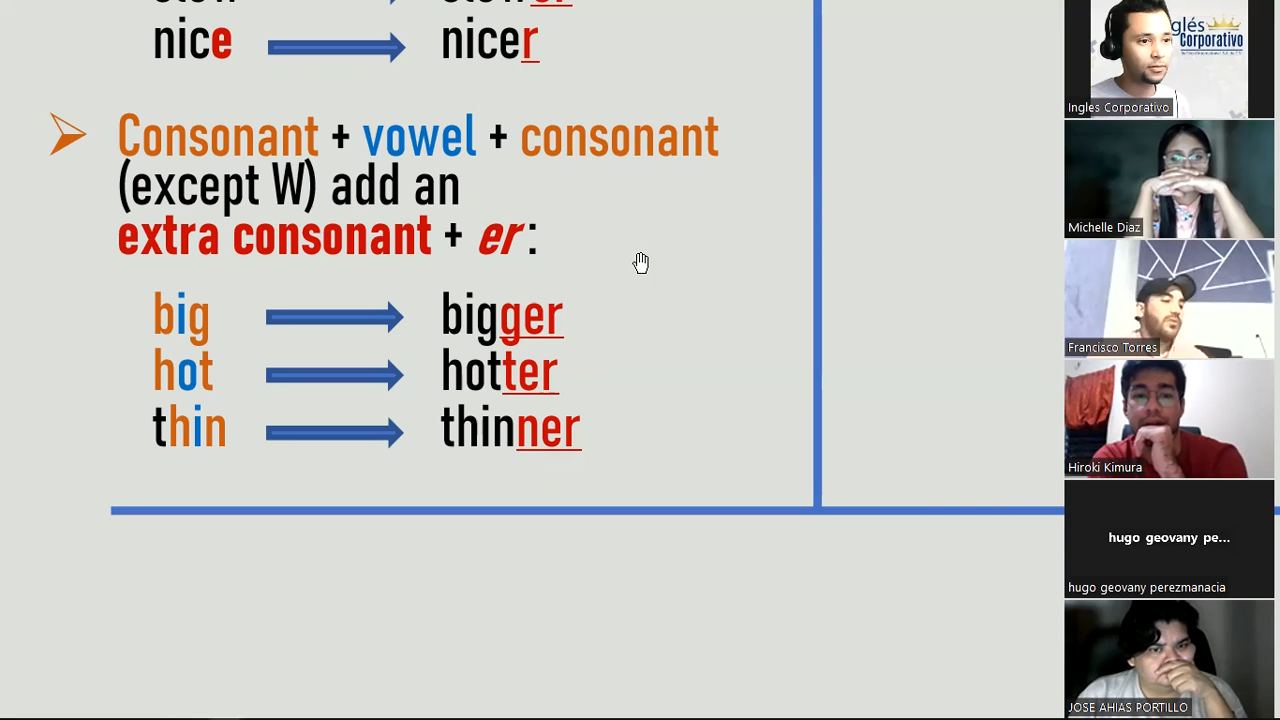 nice nicer
Consonant + vowel + consonant
(except W) add an
extra consonant + er :
big bigger
hot hotter
thin thinner
glés
Corporativo
Ingles Corporativo
Michelle Diaz
Francisco Torres
Hiroki Kimura
hugo geovany pe...
hugo geovany perezmanacia
JOSE AHIAS PORTILLO